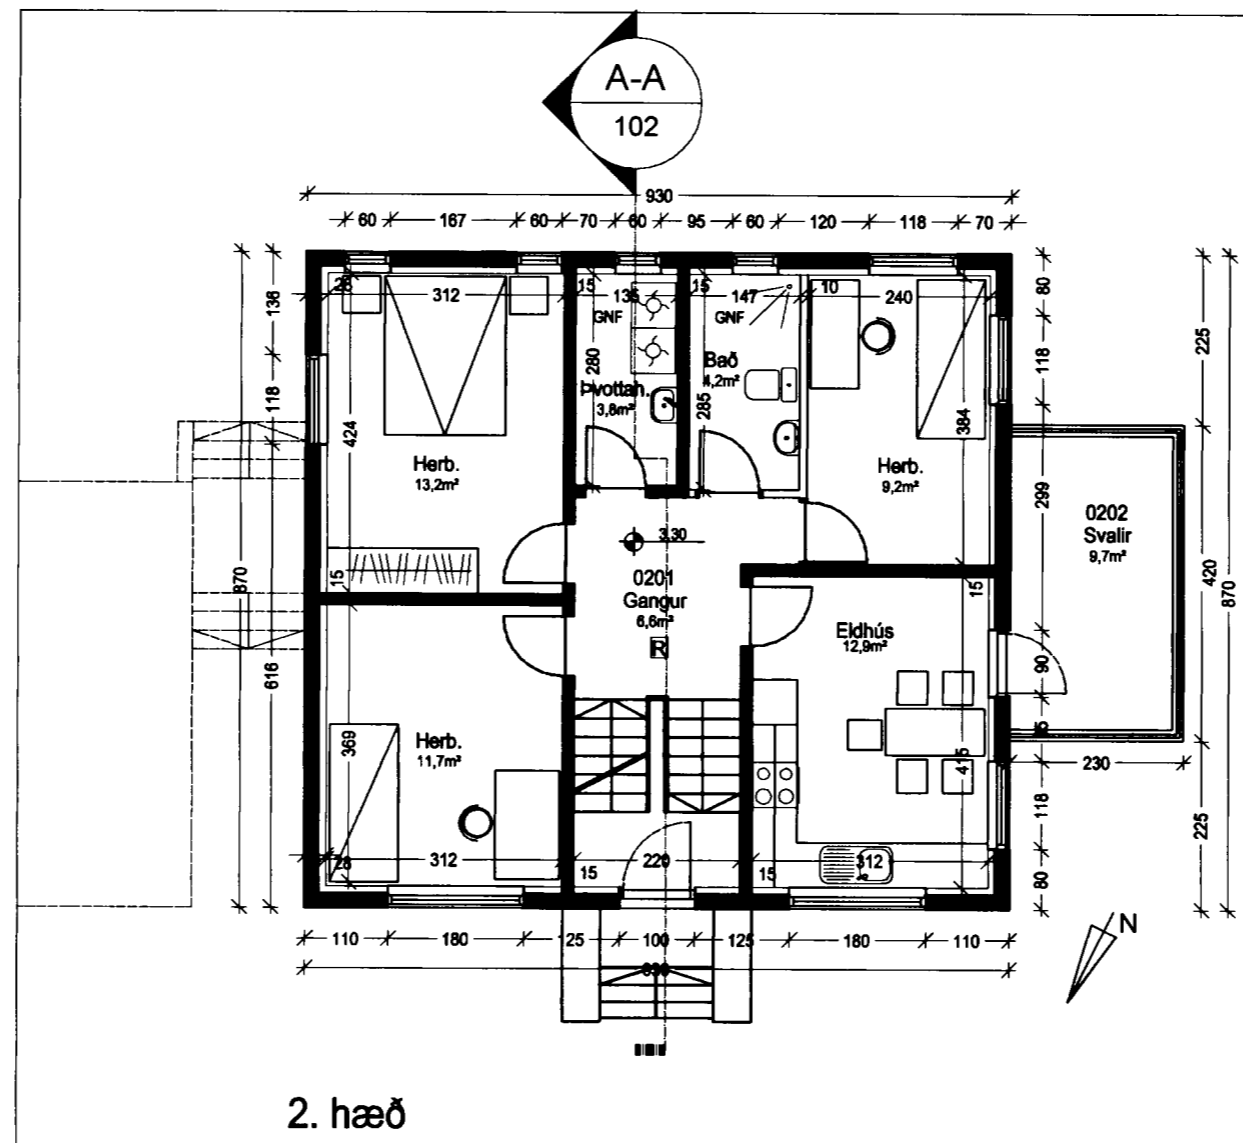 A-A
102
930
60 167 60 70 60 95 60 120 118 70
28 312 15 135 15 147 10 240
GNF GNF
136
118
616
870
424
280
285
384
Þvottah.
3,8m²
Bað
4,2m²
Herb.
13,2m²
Herb.
9,2m²
80
118
299
90
118
80
225
420
225
870
0202
Svalir
9,7m²
3,30
0201
Gangur
6,6m²
R
15
15
Eldhús
12,9m²
369
Herb.
11,7m²
415
230
28 312 15 220 15 312
110 180 125 100 125 180 110
930
N
2. hæð